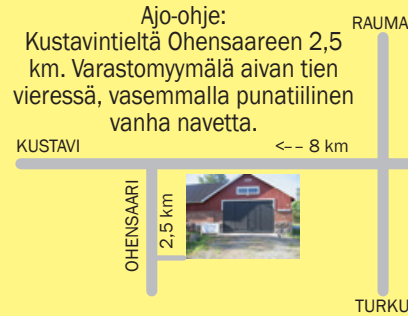 Ajo-ohje:
Kustavintieltä Ohensaareen 2,5
km. Varastomyymälä aivan tien
vieressä, vasemmalla punatiilinen
vanha navetta.
RAUMA
KUSTAVI
<-- 8 km
OHENSAARI
2,5 km
TURKU